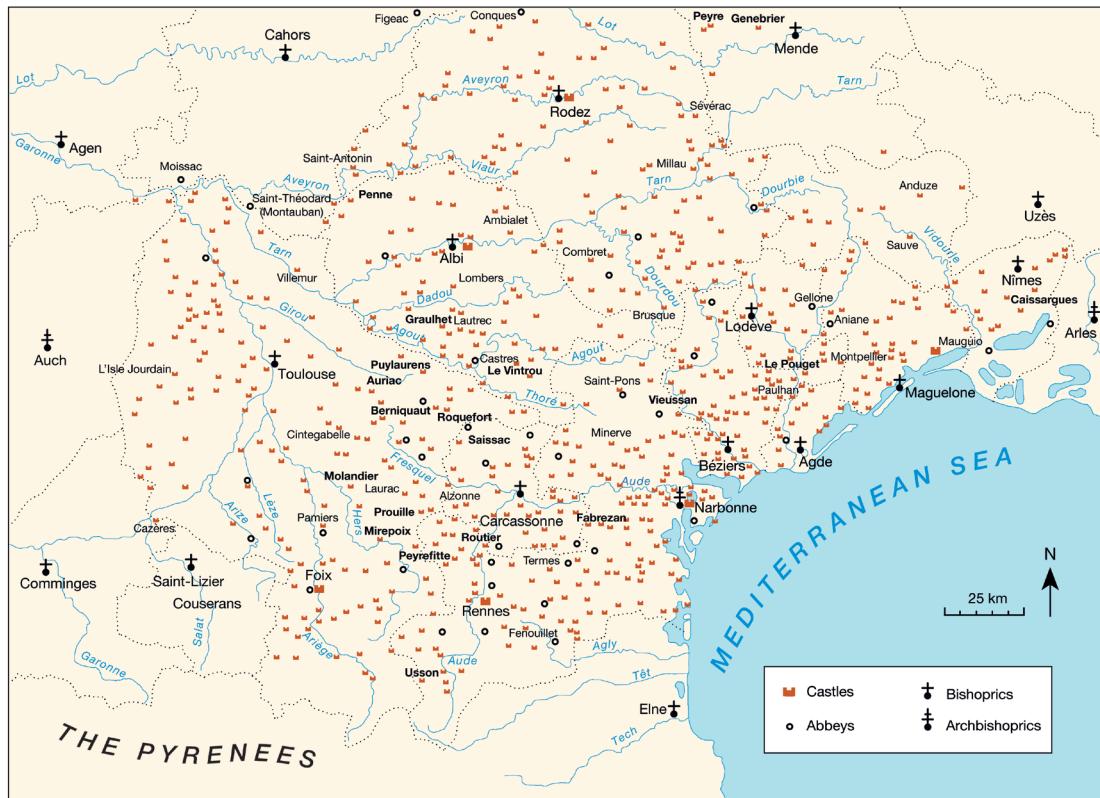 Figeac
Conques
Peyre
Genebrier
Lot
Cahors
Mende
Lot
Aveyron
Tarn
Rodez
Sévérac
Agen
Garonne
Saint-Antonin
Viaur
Millau
Moissac
Aveyron
Tarn
Dourbie
Anduze
Saint-Théodard
(Montauban)
Penne
Uzès
Ambialet
Tarn
Albi
Combret
Sauve
Vidourle
Villemur
Lombers
Dourdou
Nîmes
Dadou
Gellone
Caissargues
Girou
Graulhet
Lautrec
Brusque
Lodève
Aniane
Arles
Agout
Mauguio
Auch
Castres
Agout
Montpellier
L'Isle Jourdain
Toulouse
Puylaurens
Le Vintrou
Le Pouget
Auriac
Saint-Pons
Paulhan
Maguelone
Thoré
Vieussan
Berniquaut
Roquefort
Cintegabelle
Saissac
Minerve
Béziers
Agde
Fresquel
Molandier
Aude
MEDITERRANEAN SEA
Laurac
Alzonne
Lèze
Arize
Hers
Prouille
Carcassonne
Fabrezan
Narbonne
Cazères
Pamiers
Mirepoix
Routier
Peyrefitte
Termes
Comminges
Saint-Lizier
Foix
N
Couserans
Rennes
25 km
Salat
Ariège
Fenouillet
Agly
Garonne
Aude
Usson
Têt
Castles
Bishoprics
Elne
Abbeys
Archbishoprics
Tech
THE PYRENEES